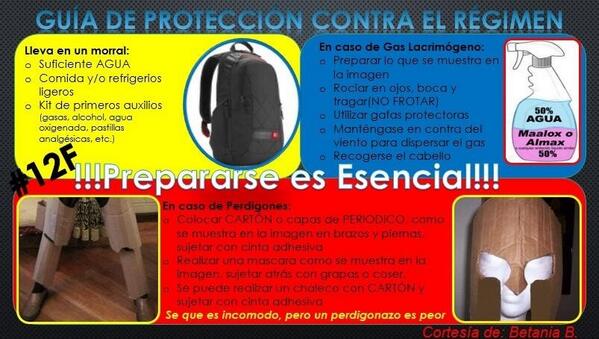 GUÍA DE PROTECCIÓN CONTRA EL RÉGIMEN
Lleva en un morral:
o Suficiente AGUA
o Comida y/o refrigerios
ligeros
o Kit de primeros auxilios
(gasas, alcohol, agua
oxigenada, pastillas
analgésicas, etc.)
En caso de Gas Lacrimógeno:
o Preparar lo que se muestra en
la imagen
o Rociar en ojos, boca y
tragar(NO FROTAR)
o Utilizar gafas protectoras
o Manténgase en contra del
viento para dispersar el gas
o Recogerse el cabello
50%
AGUA
Maalox o
Almax
50%
#12F
!!!Prepararse es Esencial!!!
En caso de Perdigones:
o Colocar CARTÓN o capas de PERIODICO, como
se muestra en la imagen en brazos y piernas,
sujetar con cinta adhesiva
o Realizar una mascara como se muestra en la
imagen, sujetar atrás con grapas o coser.
o Se puede realizar un chaleco con CARTÓN y
sujetar con cinta adhesiva
Se que es incomodo, pero un perdigonazo es peor
Cortesía de: Betania B.